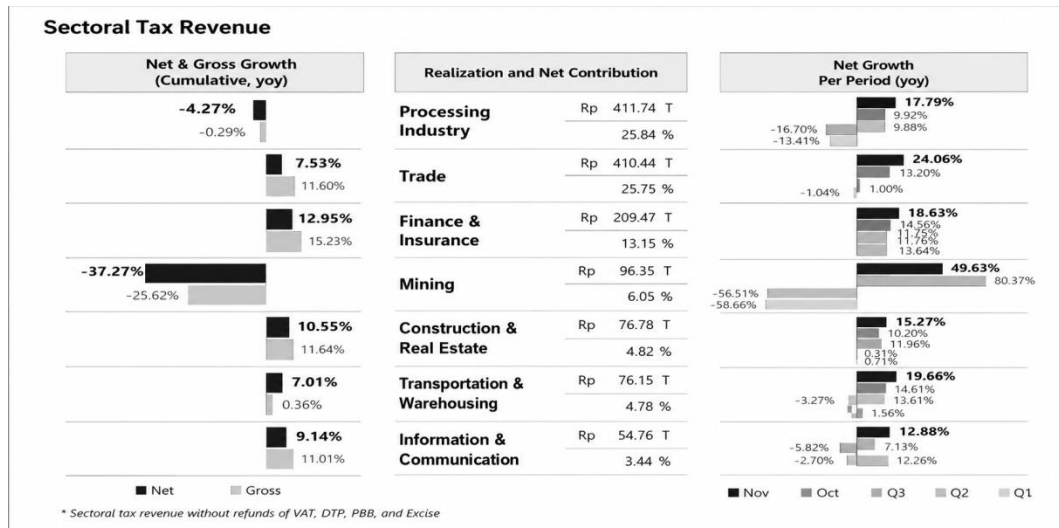 Sectoral Tax Revenue
Net & Gross Growth
(Cumulative, yoy)
Realization and Net Contribution
Net Growth
Per Period (yoy)
-4.27%
-0.29%
Processing
Industry
Rp 411.74 T
25.84 %
17.79%
9.92%
9.88%
-16.70%
-13.41%
7.53%
11.60%
Trade
Rp 410.44 T
25.75 %
24.06%
13.20%
1.00%
-1.04%
12.95%
15.23%
Finance &
Insurance
Rp 209.47 T
13.15 %
18.63%
14.56%
11.75%
11.76%
13.64%
-37.27%
-25.62%
Mining
Rp 96.35 T
6.05 %
49.63%
80.37%
-56.51%
-58.66%
10.55%
11.64%
Construction &
Real Estate
Rp 76.78 T
4.82 %
15.27%
10.20%
11.96%
0.31%
0.71%
7.01%
0.36%
Transportation &
Warehousing
Rp 76.15 T
4.78 %
19.66%
14.61%
-3.27% 13.61%
1.56%
9.14%
11.01%
Information &
Communication
Rp 54.76 T
3.44 %
12.88%
-5.82% 7.13%
-2.70% 12.26%
Net Gross
Nov Oct Q3 Q2 Q1
* Sectoral tax revenue without refunds of VAT, DTP, PBB, and Excise